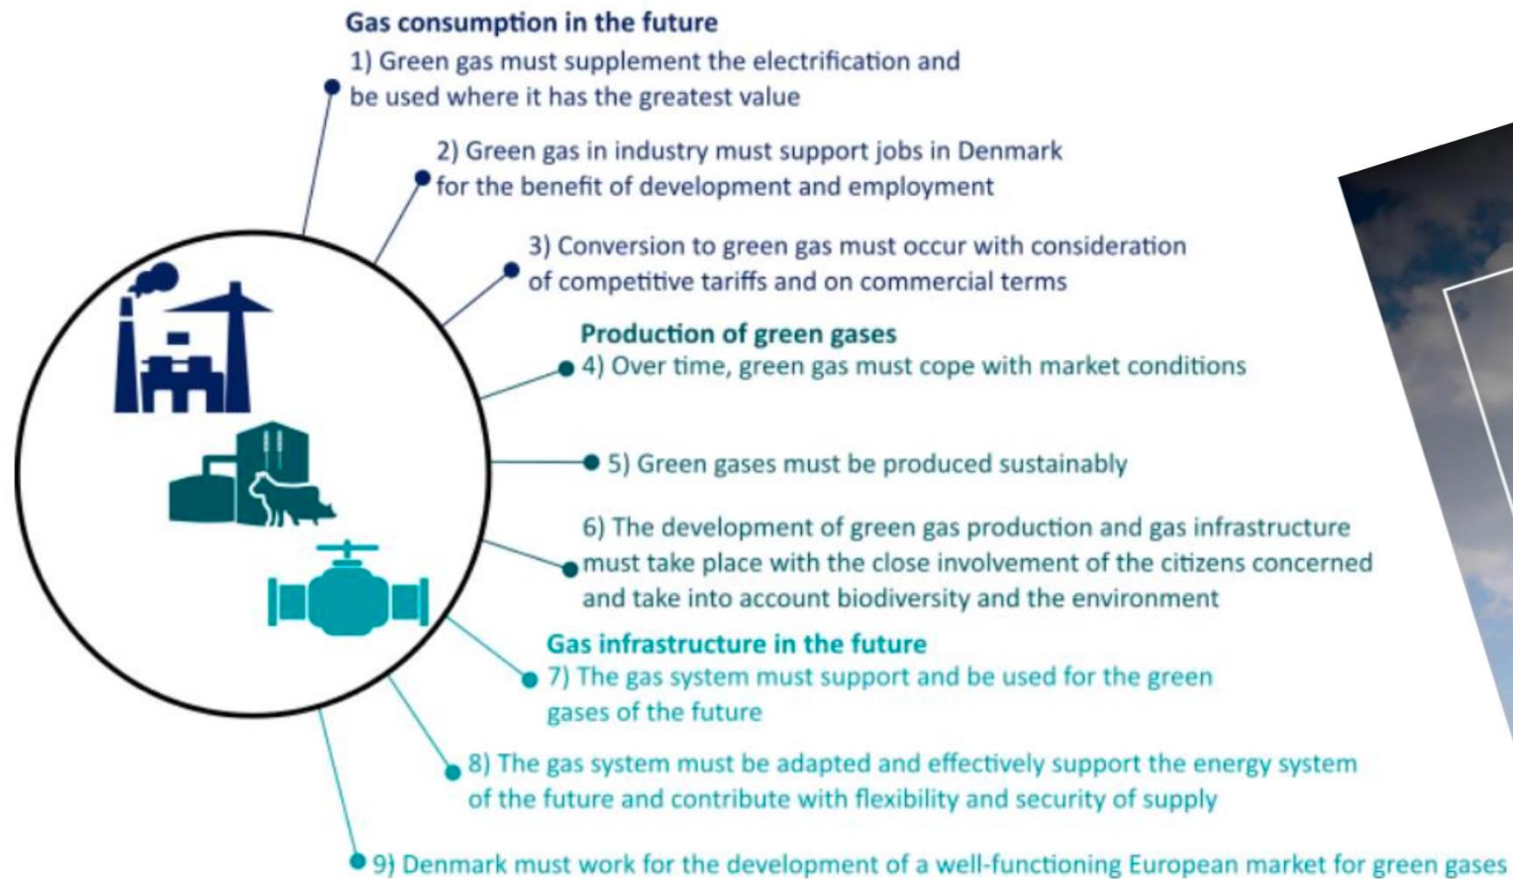 Gas consumption in the future
1) Green gas must supplement the electrification and
be used where it has the greatest value
2) Green gas in industry must support jobs in Denmark
for the benefit of development and employment
3) Conversion to green gas must occur with consideration
of competitive tariffs and on commercial terms
Production of green gases
4) Over time, green gas must cope with market conditions
5) Green gases must be produced sustainably
6) The development of green gas production and gas infrastructure
must take place with the close involvement of the citizens concerned
and take into account biodiversity and the environment
Gas infrastructure in the future
7) The gas system must support and be used for the green
gases of the future
8) The gas system must be adapted and effectively support the energy system
of the future and contribute with flexibility and security of supply
9) Denmark must work for the development of a well-functioning European market for green gases